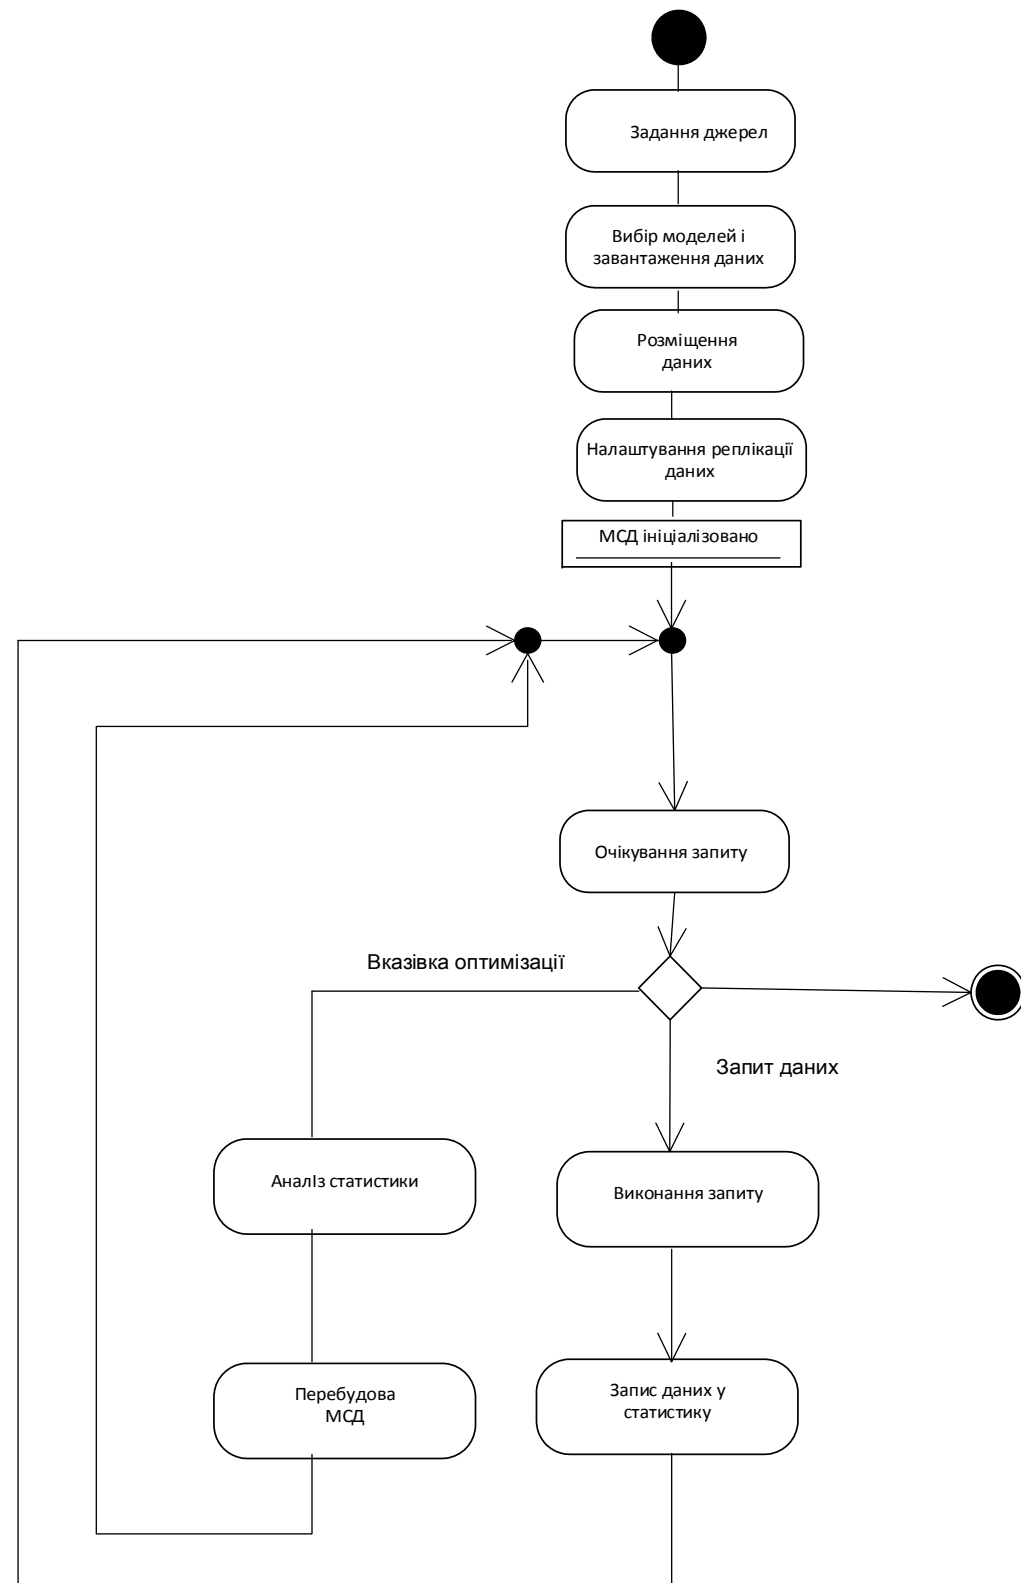 Задання джерел
Вибір моделей і
завантаження даних
Розміщення
даних
Налаштування реплікації
даних
МСД ініціалізовано
Очікування запиту
Вказівка оптимізації
Запит даних
Аналіз статистики
Виконання запиту
Перебудова
МСД
Запис даних у
статистику